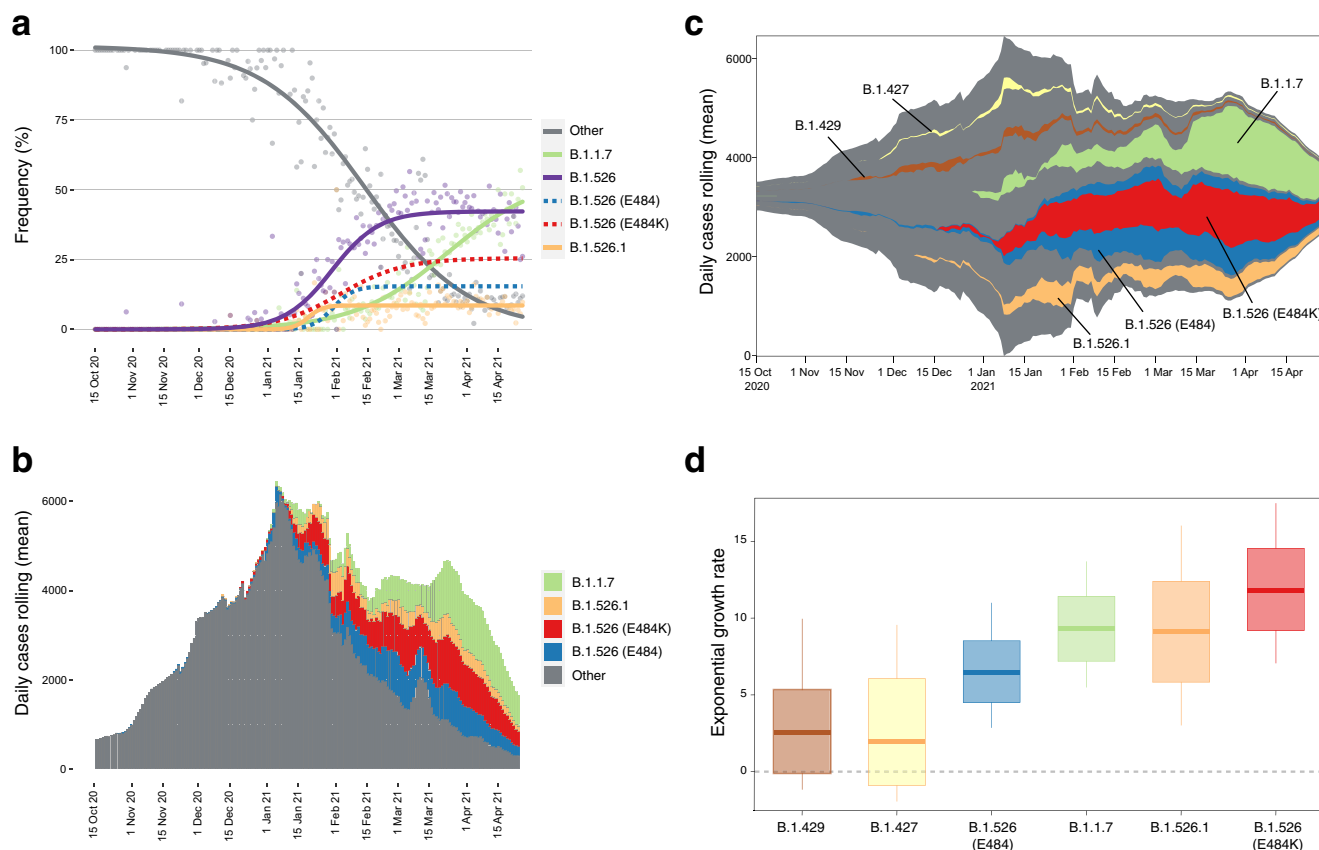 a
Frequency (%)
100
75
50
25
0
15 Oct 20
1 Nov 20
15 Nov 20
1 Dec 20
15 Dec 20
1 Jan 21
15 Jan 21
1 Feb 21
15 Feb 21
1 Mar 21
15 Mar 21
1 Apr 21
15 Apr 21
Other
B.1.1.7
B.1.526
B.1.526 (E484)
B.1.526 (E484K)
B.1.526.1
c
Daily cases rolling (mean)
6000
4000
2000
0
B.1.427
B.1.429
B.1.1.7
B.1.526 (E484K)
B.1.526 (E484)
B.1.526.1
15 Oct
2020
1 Nov
15 Nov
1 Dec
15 Dec
1 Jan
2021
15 Jan
1 Feb
15 Feb
1 Mar
15 Mar
1 Apr
15 Apr
b
Daily cases rolling (mean)
6000
4000
2000
0
15 Oct 20
1 Nov 20
15 Nov 20
1 Dec 20
15 Dec 20
1 Jan 21
15 Jan 21
1 Feb 21
15 Feb 21
1 Mar 21
15 Mar 21
1 Apr 21
15 Apr 21
B.1.1.7
B.1.526.1
B.1.526 (E484K)
B.1.526 (E484)
Other
d
Exponential growth rate
15
10
5
0
B.1.429
B.1.427
B.1.526
(E484)
B.1.1.7
B.1.526.1
B.1.526
(E484K)